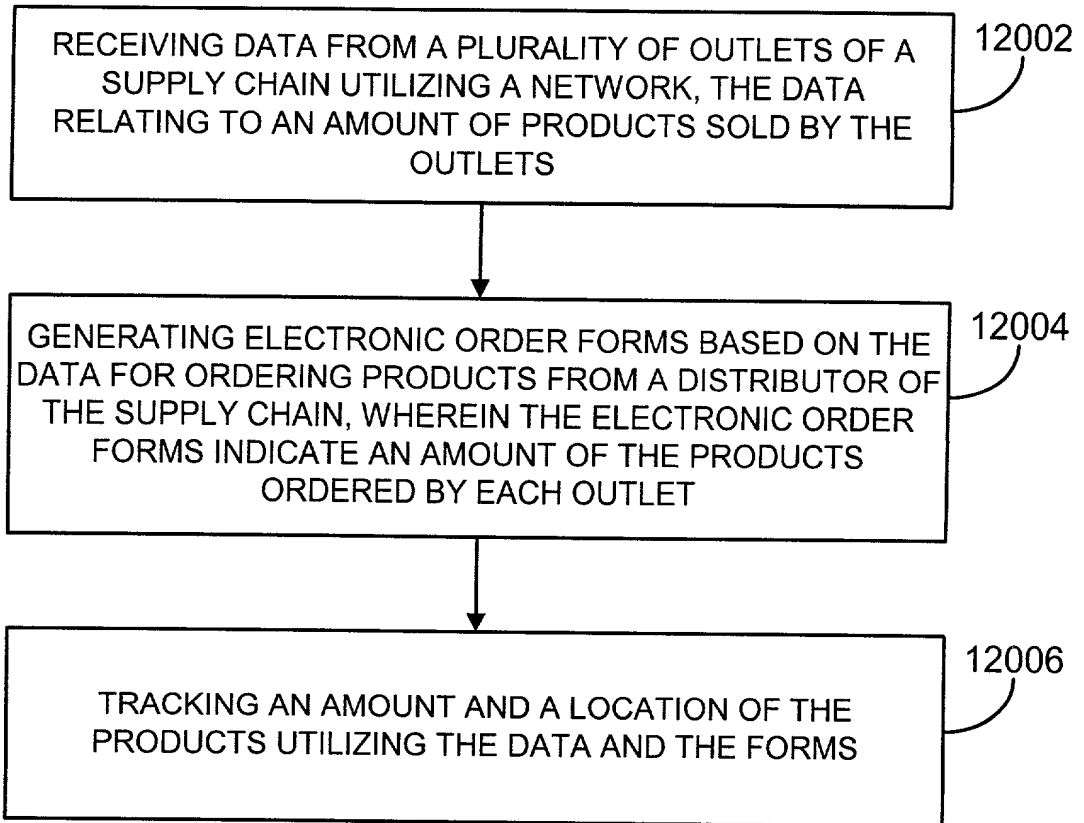 RECEIVING DATA FROM A PLURALITY OF OUTLETS OF A
SUPPLY CHAIN UTILIZING A NETWORK, THE DATA
RELATING TO AN AMOUNT OF PRODUCTS SOLD BY THE
OUTLETS
12002
GENERATING ELECTRONIC ORDER FORMS BASED ON THE
DATA FOR ORDERING PRODUCTS FROM A DISTRIBUTOR OF
THE SUPPLY CHAIN, WHEREIN THE ELECTRONIC ORDER
FORMS INDICATE AN AMOUNT OF THE PRODUCTS
ORDERED BY EACH OUTLET
12004
TRACKING AN AMOUNT AND A LOCATION OF THE
PRODUCTS UTILIZING THE DATA AND THE FORMS
12006